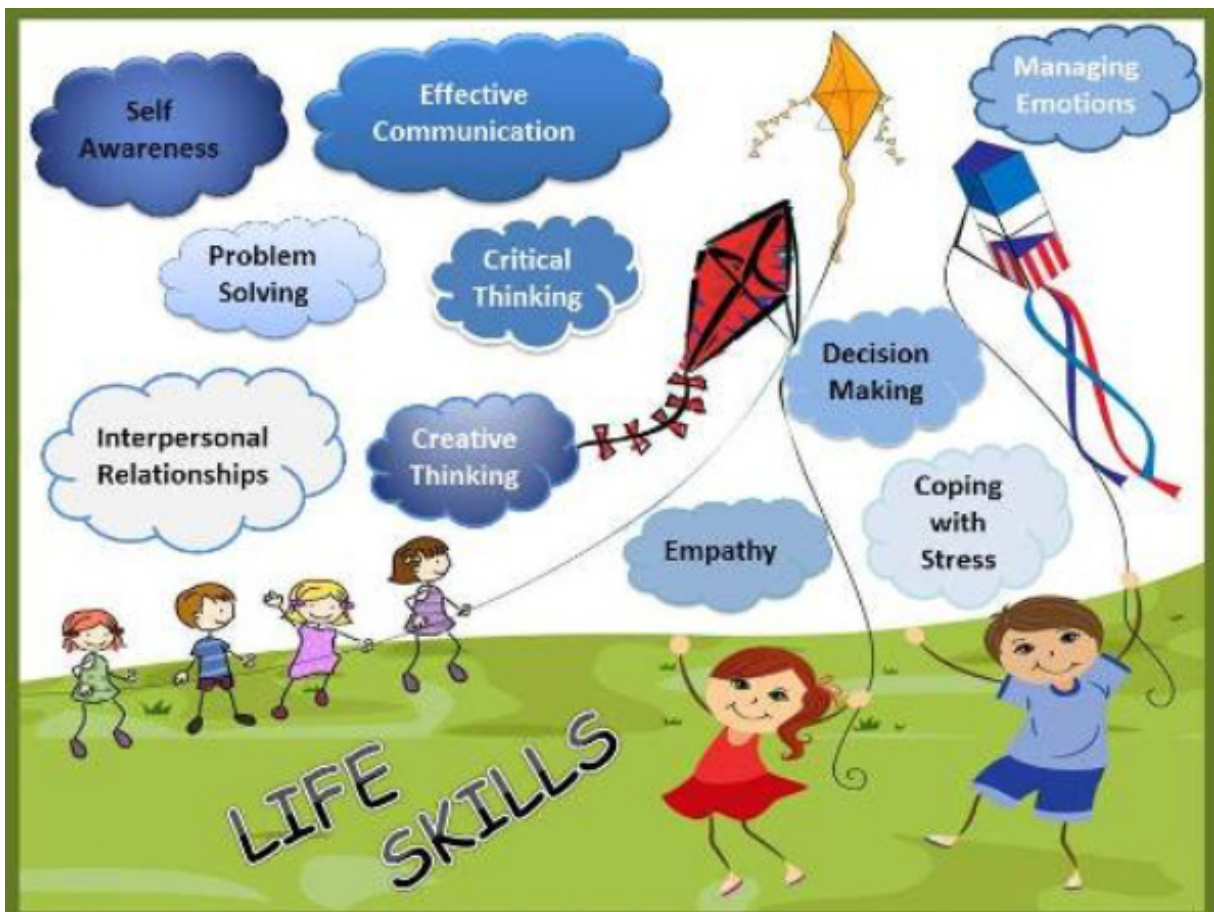 Self
Awareness
Effective
Communication
Managing
Emotions
Problem
Solving
Critical
Thinking
Decision
Making
Interpersonal
Relationships
Creative
Thinking
Coping
with
Stress
Empathy
LIFE
SKILLS